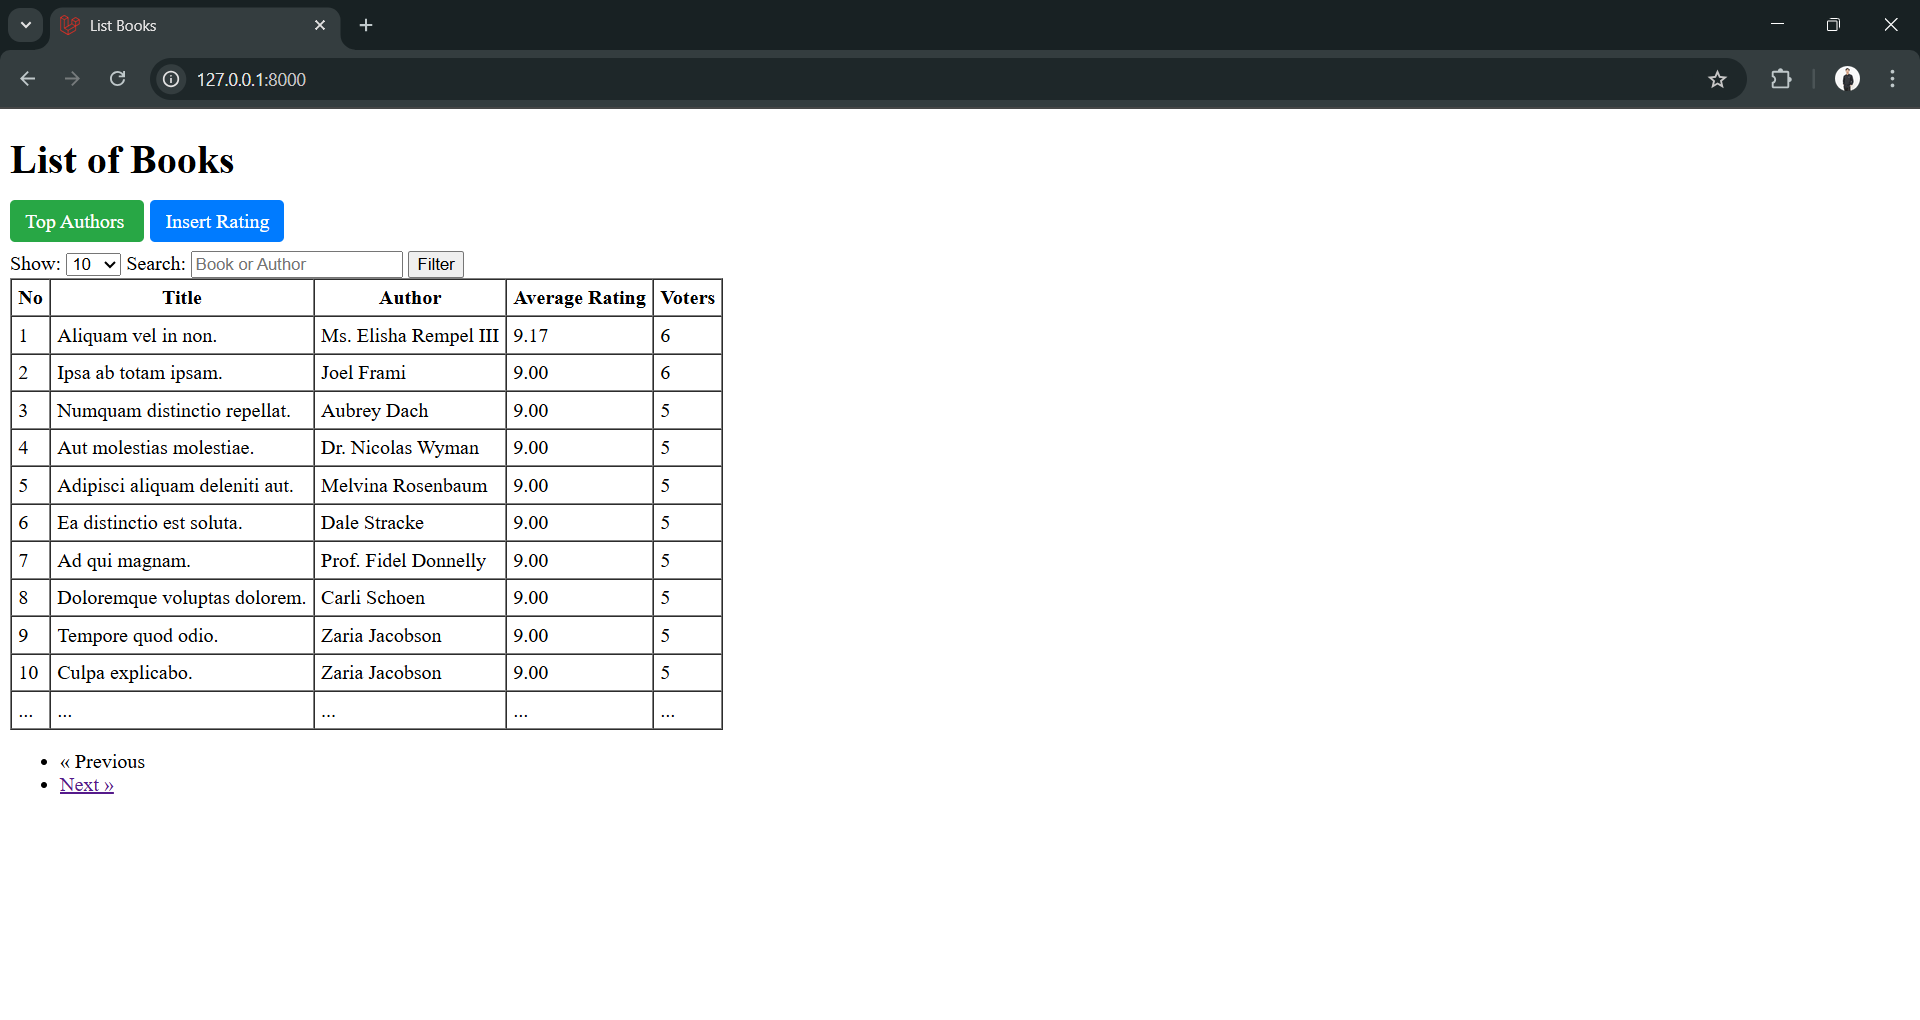 List Books
127.0.0.1:8000
List of Books
Top Authors Insert Rating
Show: 10 Search: Book or Author Filter
No Title Author Average Rating Voters
1 Aliquam vel in non. Ms. Elisha Rempel III 9.17 6
2 Ipsa ab totam ipsam. Joel Frami 9.00 6
3 Numquam distinctio repellat. Aubrey Dach 9.00 5
4 Aut molestias molestiae. Dr. Nicolas Wyman 9.00 5
5 Adipisci aliquam deleniti aut. Melvina Rosenbaum 9.00 5
6 Ea distinctio est soluta. Dale Stracke 9.00 5
7 Ad qui magnam. Prof. Fidel Donnelly 9.00 5
8 Doloremque voluptas dolorem. Carli Schoen 9.00 5
9 Tempore quod odio. Zaria Jacobson 9.00 5
10 Culpa explicabo. Zaria Jacobson 9.00 5
... ... ... ... ...
• « Previous
• Next »